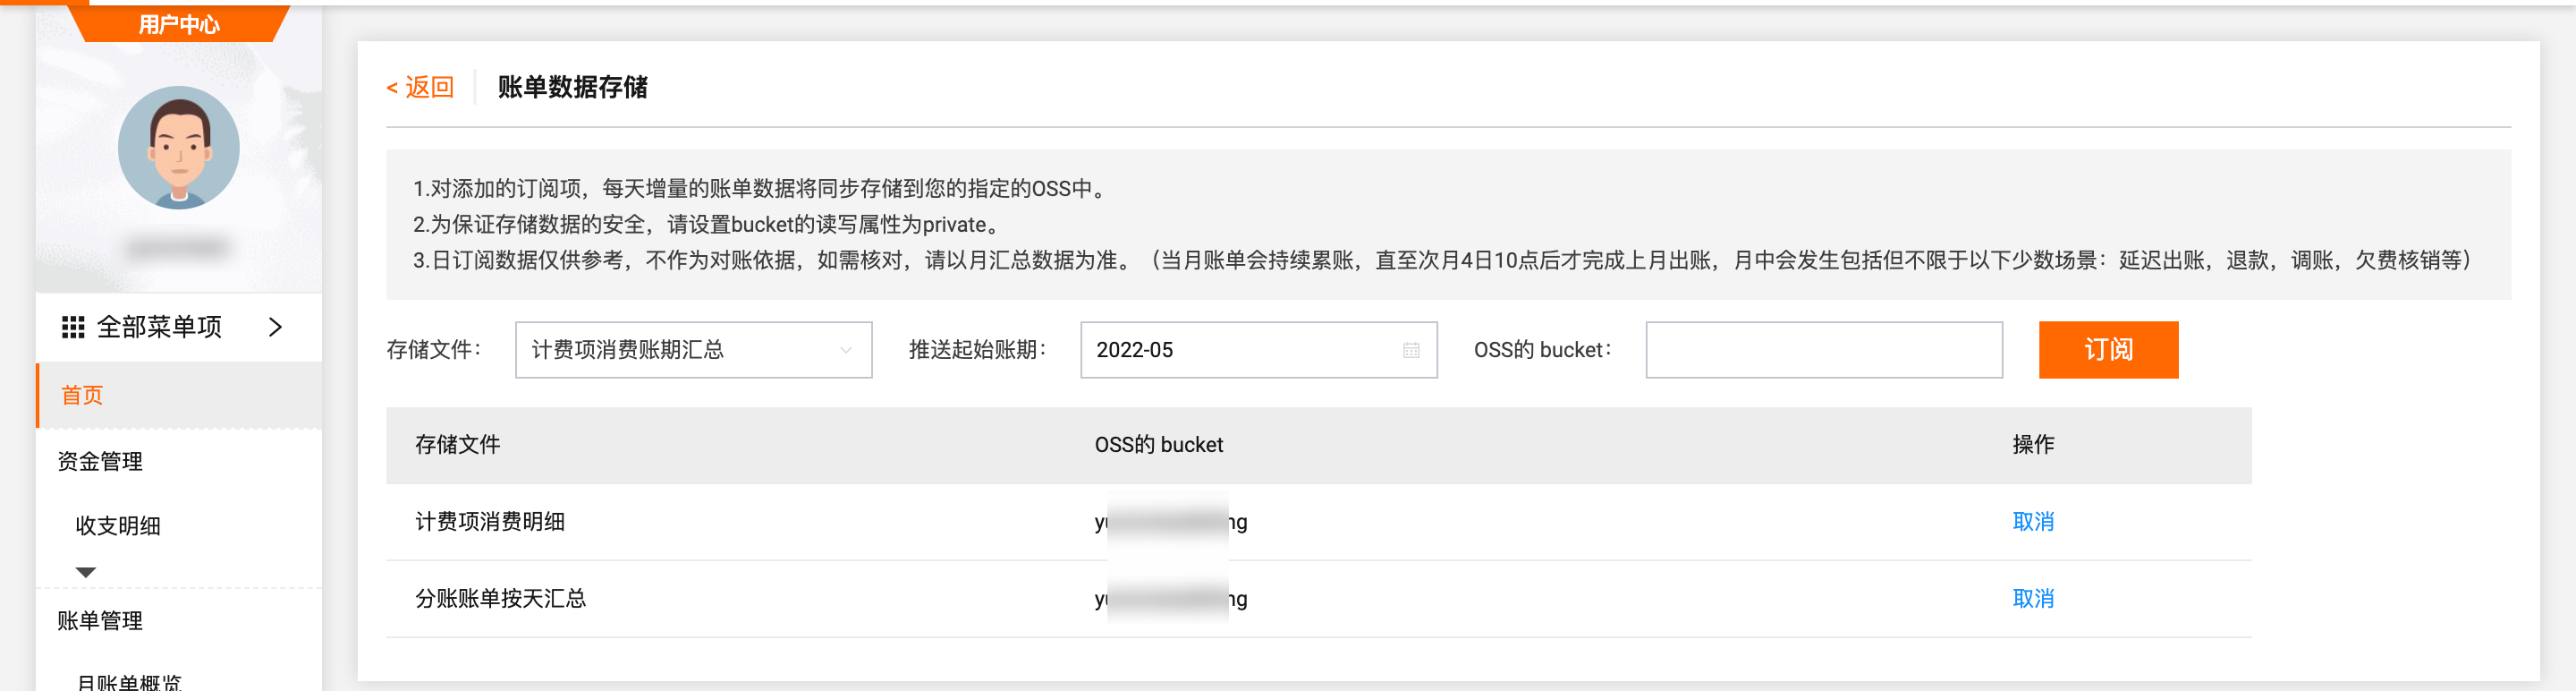 用户中心
全部菜单项
首页
资金管理
收支明细
账单管理
月账单概览
< 返回
账单数据存储
1.对添加的订阅项，每天增量的账单数据将同步存储到您的指定的OSS中。
2.为保证存储数据的安全，请设置bucket的读写属性为private。
3.日订阅数据仅供参考，不作为对账依据，如需核对，请以月汇总数据为准。（当月账单会持续累账，直至次月4日10点后才完成上月出账，月中会发生包括但不限于以下少数场景：延迟出账，退款，调账，欠费核销等）
存储文件： 计费项消费账期汇总 推送起始账期： 2022-05 OSS的 bucket： 订阅
存储文件 OSS的 bucket 操作
计费项消费明细 取消
分账账单按天汇总 取消